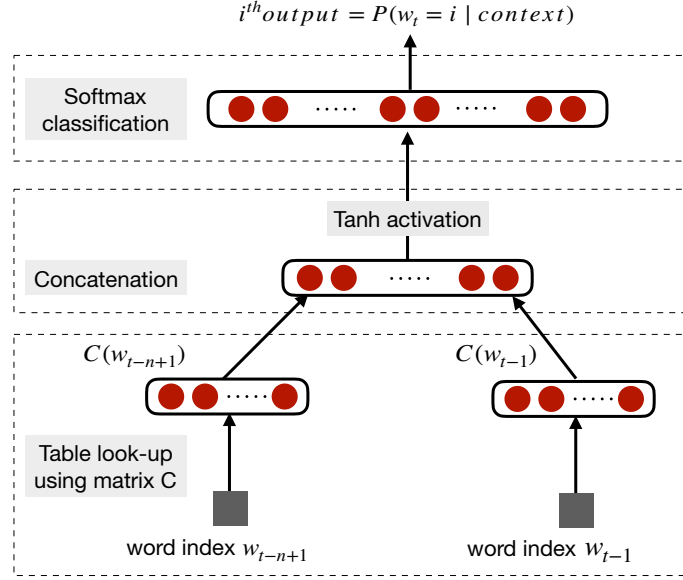 i^{th}output = P(w_t = i | context)
Softmax
classification
.....
.....
Tanh activation
Concatenation
.....
C(w_{t−n+1})
C(w_{t−1})
.....
.....
Table look-up
using matrix C
word index w_{t−n+1}
word index w_{t−1}